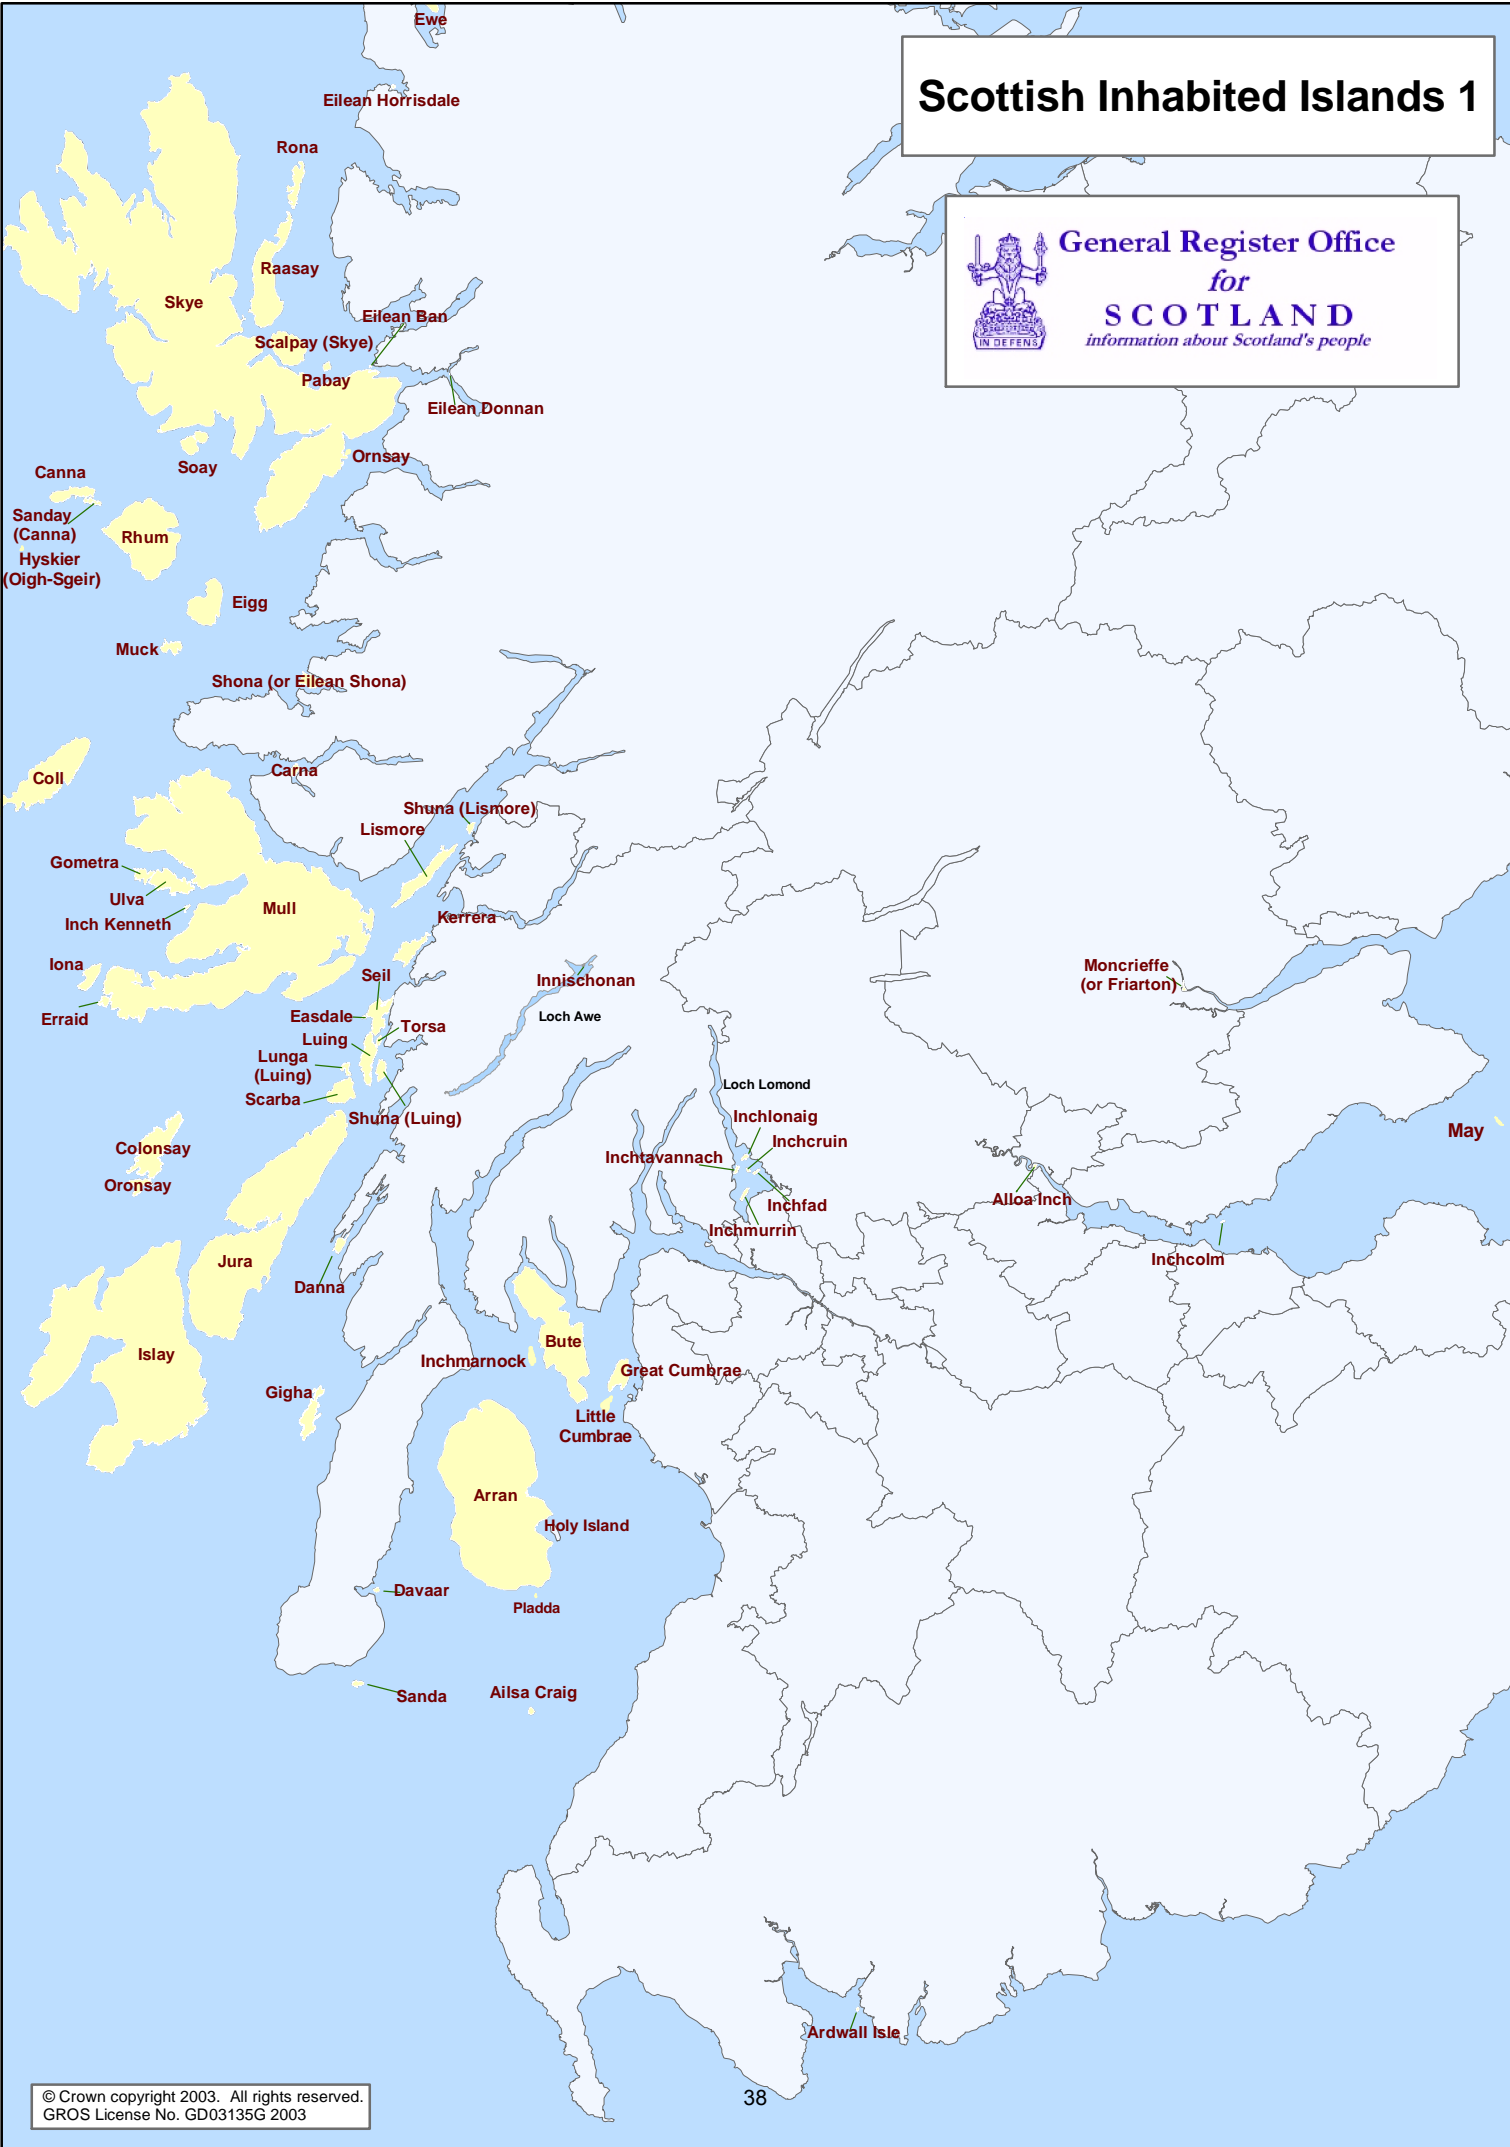 Ewe
Scottish Inhabited Islands 1
Eilean Horrisdale
Rona
General Register Office
for
SCOTLAND
information about Scotland's people
IN DEFENS
Raasay
Skye
Eilean Ban
Scalpay (Skye)
Pabay
Eilean Donnan
Ornsay
Soay
Canna
Sanday
(Canna)
Rhum
Hyskier
(Oigh-Sgeir)
Eigg
Muck
Shona (or Eilean Shona)
Coll
Carna
Shuna (Lismore)
Lismore
Gometra
Ulva
Inch Kenneth
Mull
Kerrera
Iona
Seil
Innischonan
Moncrieffe
(or Friarton)
Erraid
Easdale
Loch Awe
Torsa
Luing
Lunga
(Luing)
Scarba
Loch Lomond
Shuna (Luing)
Inchlonaig
Inchcruin
May
Colonsay
Inchtavannach
Oronsay
Inchfad
Alloa Inch
Inchmurrin
Jura
Inchcolm
Danna
Bute
Islay
Inchmarnock
Great Cumbrae
Gigha
Little
Cumbrae
Arran
Holy Island
Davaar
Pladda
Sanda
Ailsa Craig
Ardwall Isle
© Crown copyright 2003. All rights reserved.
GROS License No. GD03135G 2003
38